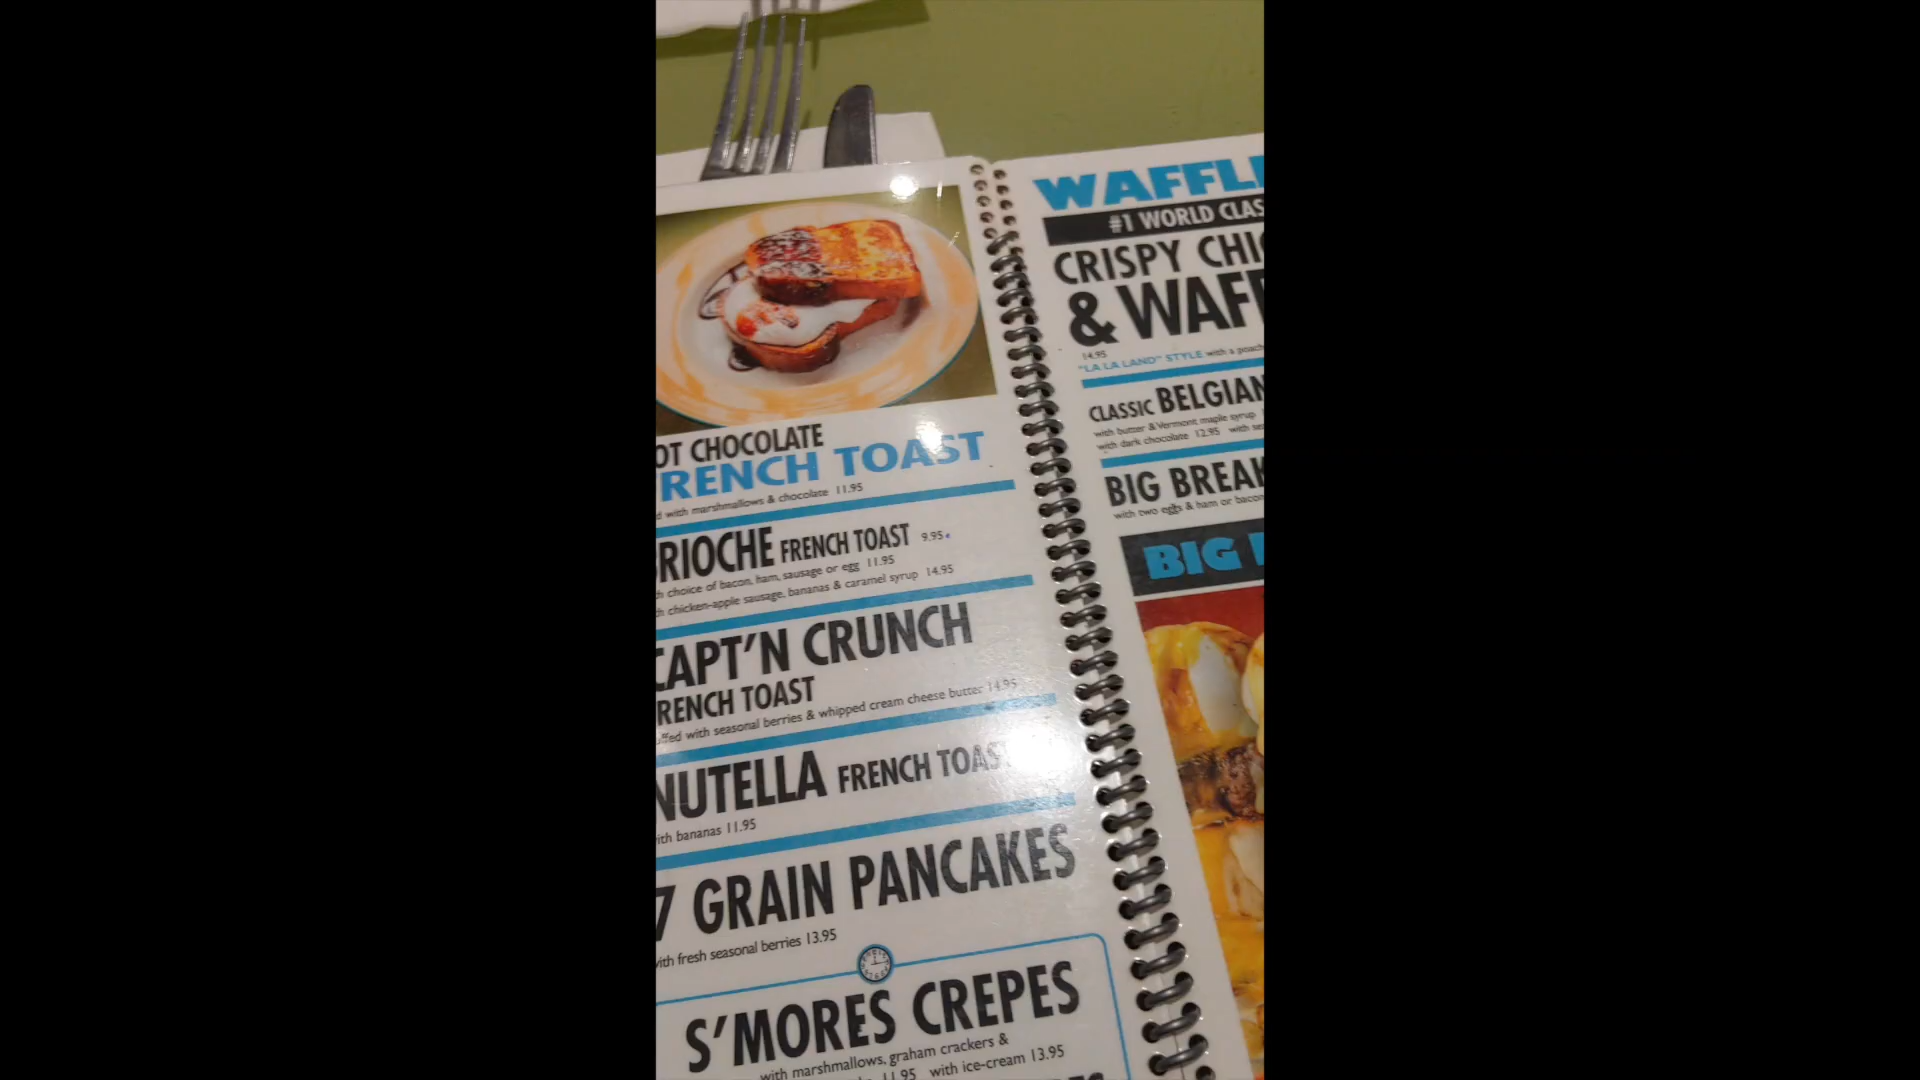 OT CHOCOLATE
RENCH TOAST
d with marshmallows & chocolate 11.95
BRIOCHE FRENCH TOAST 9.95
h choice of bacon, ham, sausage or egg 11.95
h chicken-apple sausage, bananas & caramel syrup 14.95
CAPT'N CRUNCH
RENCH TOAST
ffed with seasonal berries & whipped cream cheese butter 14.95
NUTELLA FRENCH TOAS
ith bananas 11.95
7 GRAIN PANCAKES
with fresh seasonal berries 13.95
S'MORES CREPES
with marshmallows, graham crackers &
11.95 with ice-cream 13.95
WAFFL
#1 WORLD CLAS
CRISPY CHI
& WAFF
14.95
"LA LA LAND" STYLE with a poach
CLASSIC BELGIAN
with butter & Vermont maple syrup
with dark chocolate 12.95 with se
BIG BREAK
with two eggs & ham or bacon
BIG